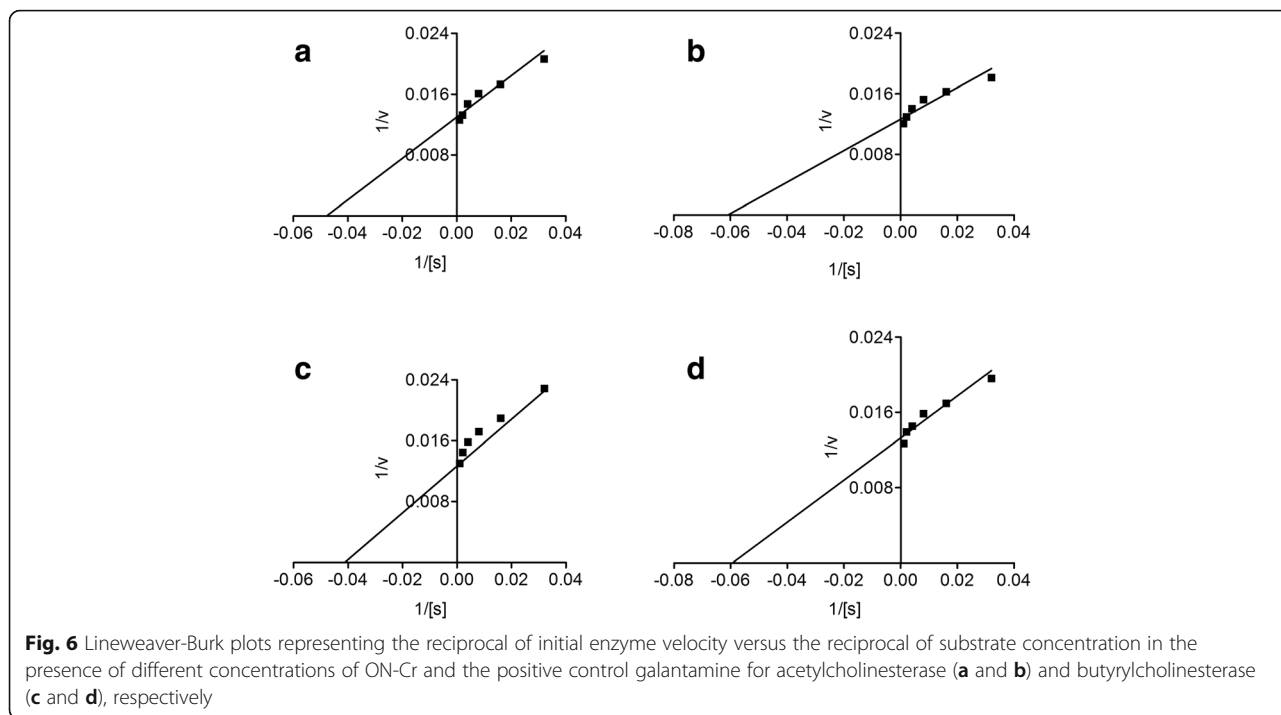 a
0.024
0.016
0.008
1/v
-0.06 -0.04 -0.02 0.00 0.02 0.04
1/[s]
b
0.024
0.016
0.008
1/v
-0.08 -0.06 -0.04 -0.02 0.00 0.02 0.04
1/[s]
c
0.024
0.016
0.008
1/v
-0.06 -0.04 -0.02 0.00 0.02 0.04
1/[s]
d
0.024
0.016
0.008
1/v
-0.08 -0.06 -0.04 -0.02 0.00 0.02 0.04
1/[s]
Fig. 6 Lineweaver-Burk plots representing the reciprocal of initial enzyme velocity versus the reciprocal of substrate concentration in the
presence of different concentrations of ON-Cr and the positive control galantamine for acetylcholinesterase (a and b) and butyrylcholinesterase
(c and d), respectively